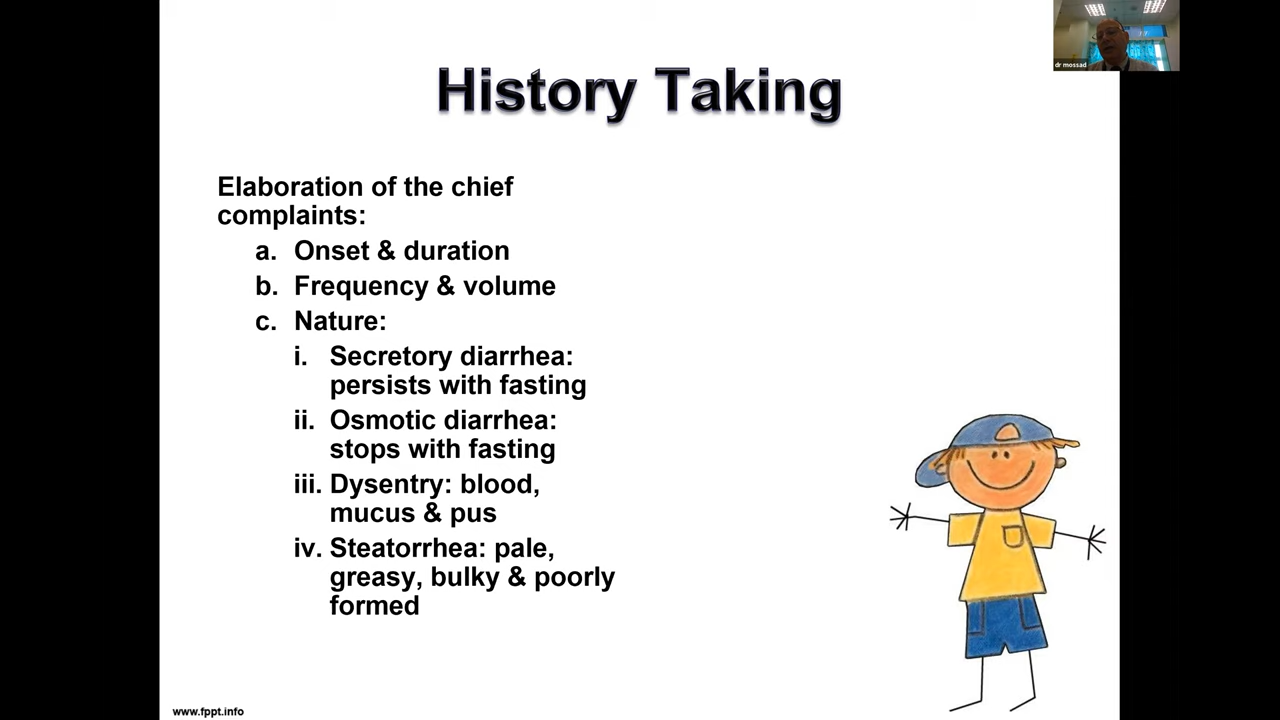 dr mossad
History Taking
Elaboration of the chief
complaints:
a. Onset & duration
b. Frequency & volume
c. Nature:
i. Secretory diarrhea:
persists with fasting
ii. Osmotic diarrhea:
stops with fasting
iii. Dysentry: blood,
mucus & pus
iv. Steatorrhea: pale,
greasy, bulky & poorly
formed
www.fppt.info